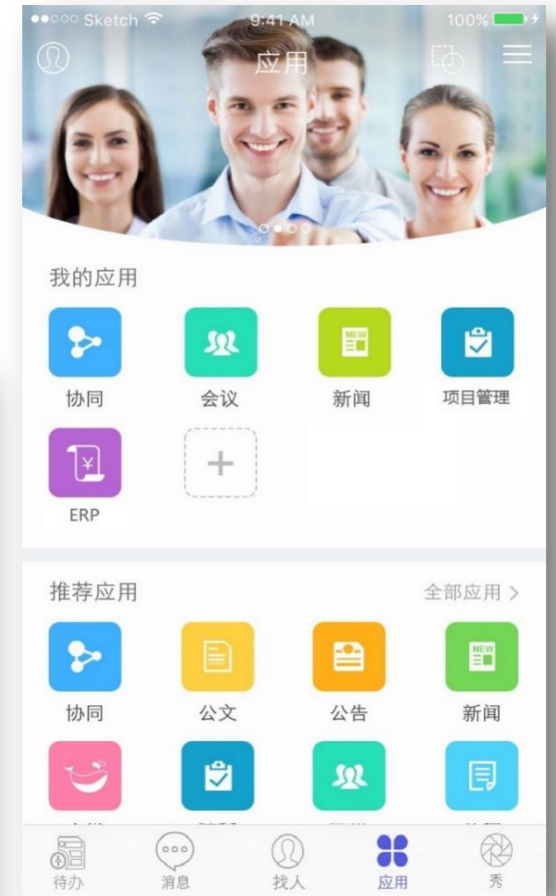 Sketch 9:41 AM 100%
应用
我的应用
NEW
协同 会议 新闻 项目管理
¥
ERP
推荐应用 全部应用 >
NEW
协同 公文 公告 新闻
待办 消息 找人 应用 秀